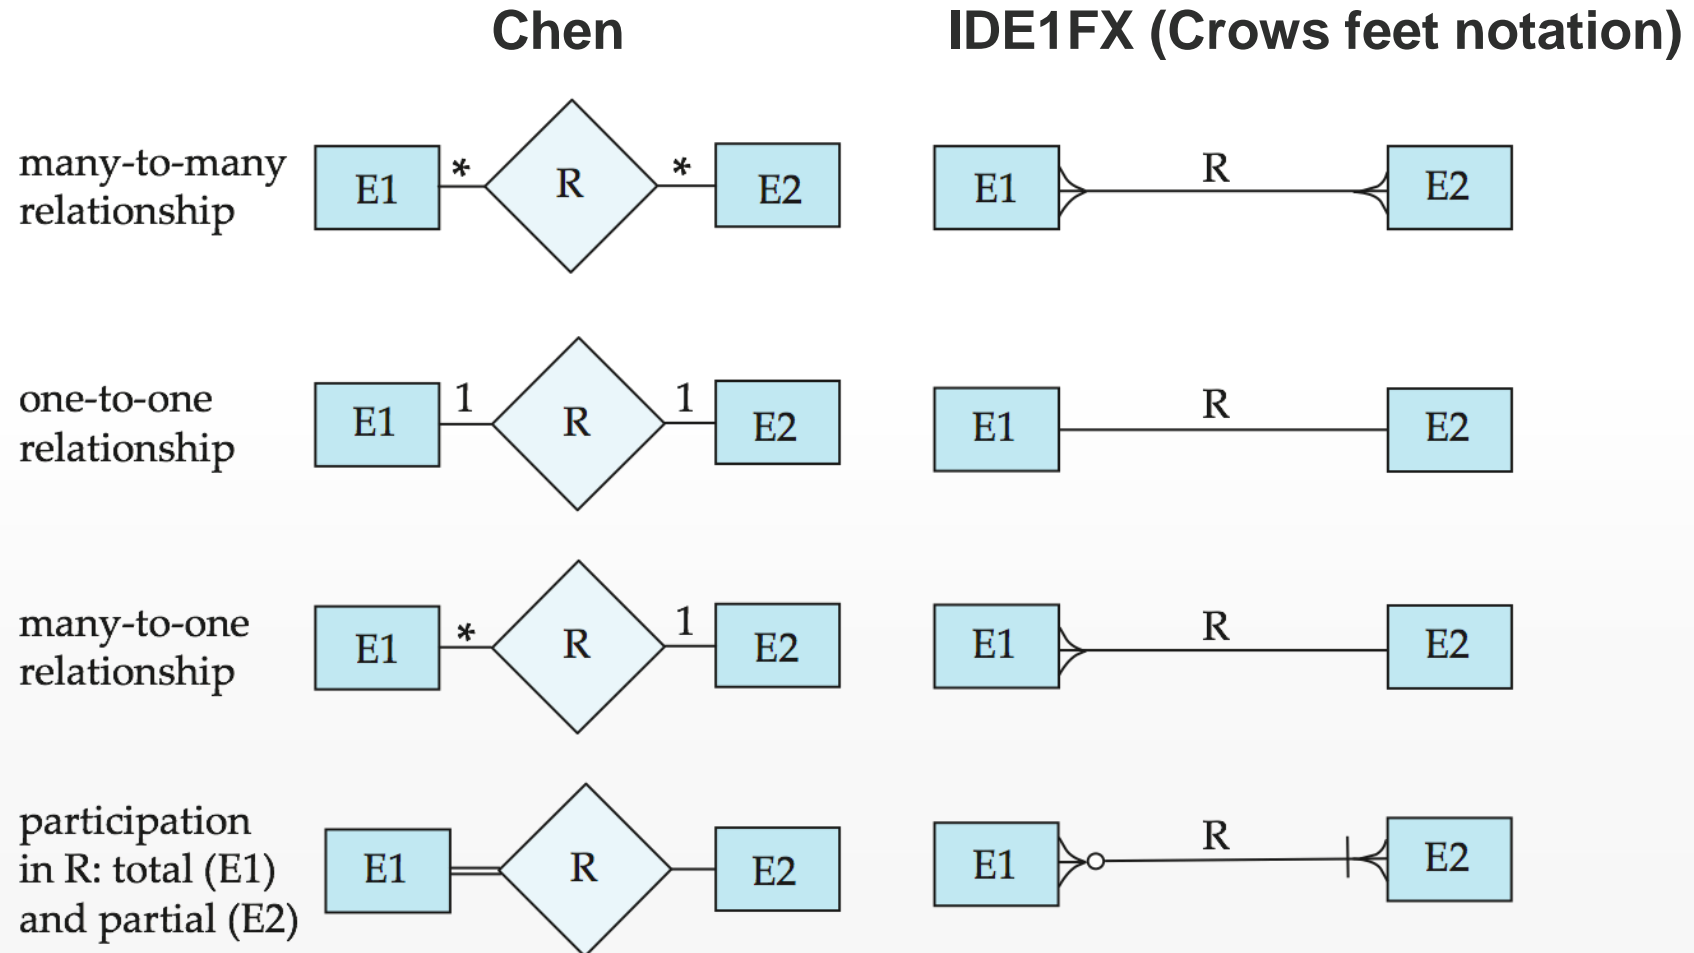 Chen
IDE1FX (Crows feet notation)
many-to-many
relationship
E1 * R * E2
E1 R E2
one-to-one
relationship
E1 1 R 1 E2
E1 R E2
many-to-one
relationship
E1 * R 1 E2
E1 R E2
participation
in R: total (E1)
and partial (E2)
E1 R E2
E1 R E2